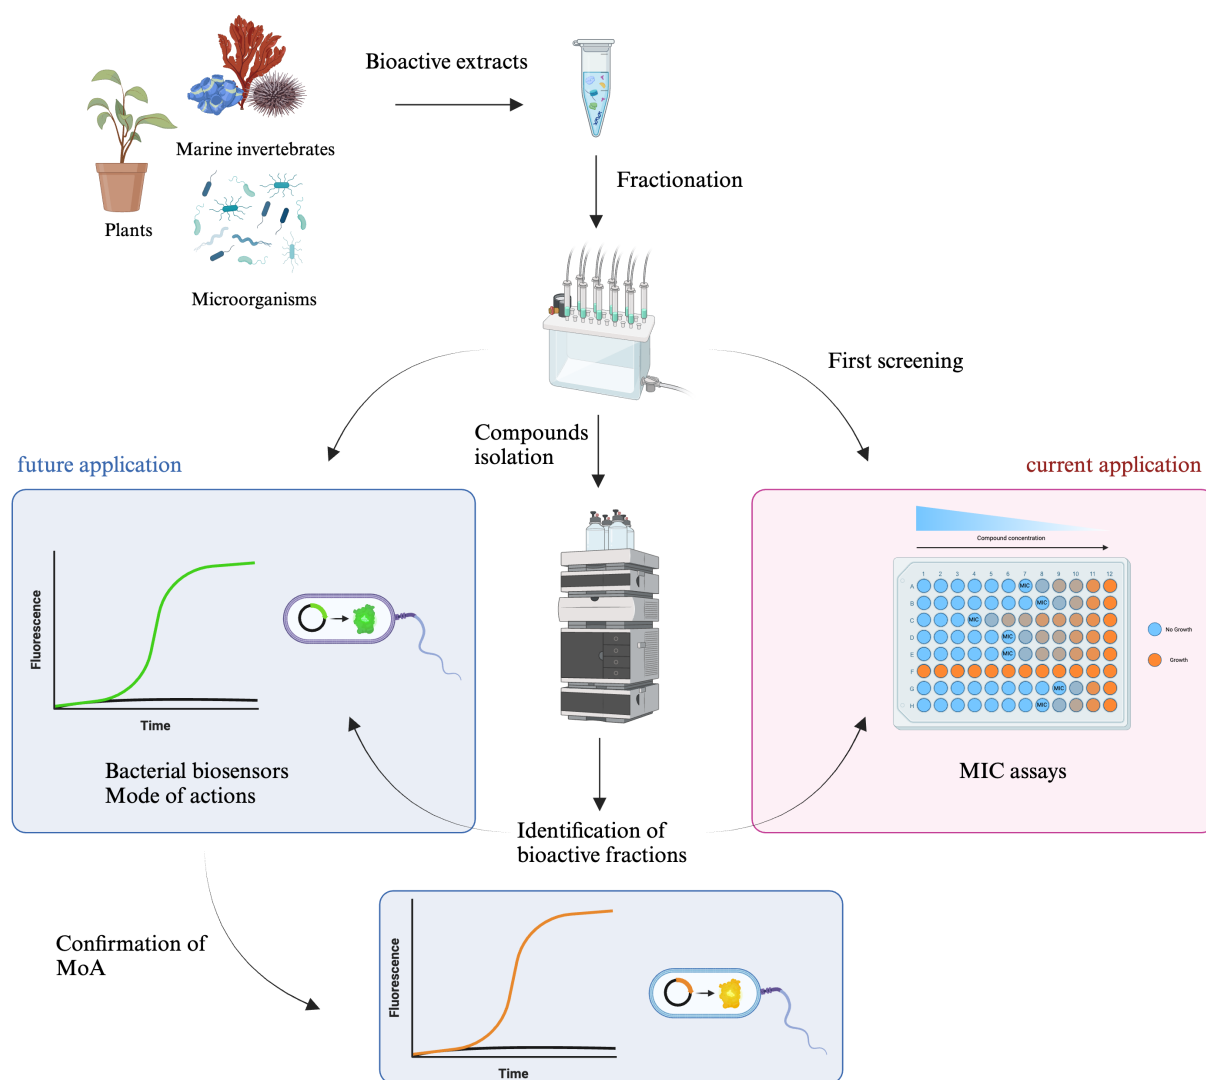 Bioactive extracts
Marine invertebrates
Plants
Microorganisms
Fractionation
First screening
Compounds
isolation
future application
current application
Fluorescence
Time
Bacterial biosensors
Mode of actions
Compound concentration
1 2 3 4 5 6 7 8 9 10 11 12
A MIC
B MIC
C MIC
D MIC
E MIC
F
G MIC
H MIC
No Growth
Growth
MIC assays
Identification of
bioactive fractions
Confirmation of
MoA
Fluorescence
Time